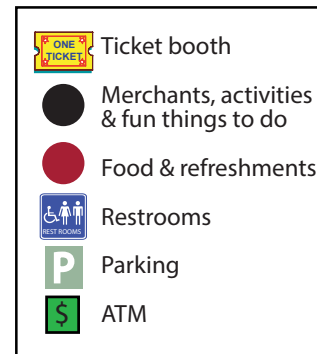 ONE
TICKET
Ticket booth
Merchants, activities
& fun things to do
Food & refreshments
REST ROOMS
Restrooms
P
Parking
$
ATM